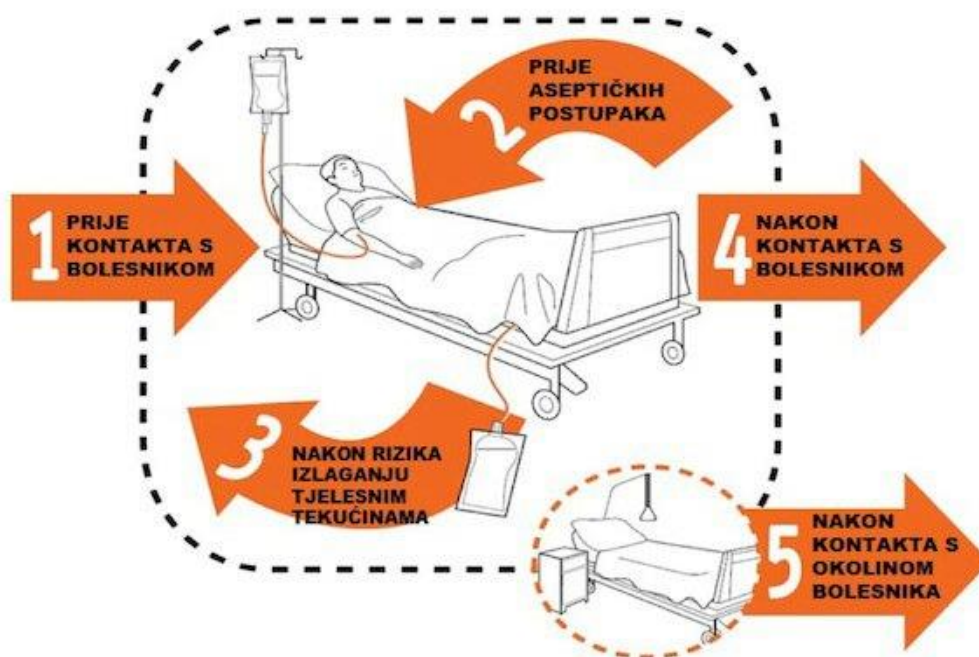 1
PRIJE
KONTAKTA S
BOLESNIKOM
2
PRIJE
ASEPTIČKIH
POSTUPAKA
3
NAKON RIZIKA
IZLAGANJU
TJELESNIM
TEKUĆINAMA
4
NAKON
KONTAKTA S
BOLESNIKOM
5
NAKON
KONTAKTA S
OKOLINOM
BOLESNIKA